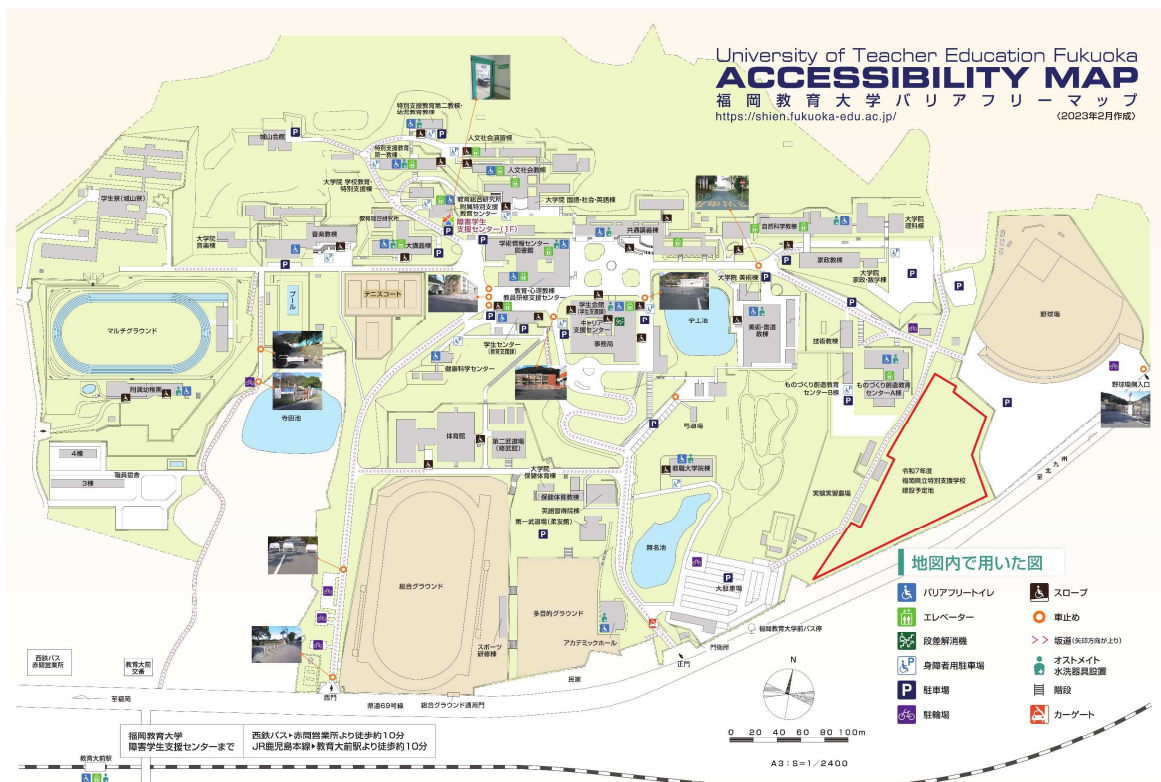 University of Teacher Education Fukuoka
ACCESSIBILITY MAP
福岡教育大学バリアフリーマップ
https://shien.fukuoka-edu.ac.jp/
〈2023年2月作成〉
特別支援教育第二教棟・
幼児教育教棟
城山会館
人文社会演習棟
特別支援教育
第一教棟
人文社会教棟
大学院 学校教育・
特別支援棟
学生寮(城山寮)
教育総合研究所
附属特別支援
教育センター
大学院 国語・社会・英語棟
障害学生
支援センター(1F)
教育総合研究所
大学院
音楽棟
音楽教棟
大講義棟
学術情報センター
図書館
共通講義棟
自然科学教棟
大学院
理科棟
家政教棟
大学院
家政・数学棟
大学院 美術棟
プール
テニスコート
教育・心理教棟
教員研修支援センター
マルチグラウンド
学生会館
(学生支援課)
キャリア
支援センター
事務局
学生センター
(教育支援課)
宇土池
美術・書道
教棟
技術教棟
野球場
健康科学センター
附属幼稚園
寺田池
ものづくり創造教育
センターB棟
ものづくり創造教育
センターA棟
野球場側入口
弓道場
体育館
第二武道場
(修武館)
4棟
職員宿舎
3棟
大学院
保健体育棟
教職大学院棟
保健体育教棟
英語習得院棟
第一武道場(柔友館)
実験実習農場
令和7年度
福岡県立特別支援学校
建設予定地
至北九州
総合グラウンド
無名池
大駐車場
多目的グラウンド
アカデミックホール
スポーツ
研修棟
福岡教育大学前バス停
門衛所
正門
民家
西門
県道69号線
総合グラウンド通用門
西鉄バス
赤間営業所
教育大前
交番
至福岡
地図内で用いた図
バリアフリートイレ
スロープ
エレベーター
車止め
段差解消機
坂道(矢印方向が上り)
身障者用駐車場
オストメイト
水洗器具設置
P
駐車場
階段
駐輪場
カーゲート
N
0 20 40 60 80 100m
A3:S=1/2400
福岡教育大学
障害学生支援センターまで
西鉄バス▶赤間営業所より徒歩約10分
JR鹿児島本線▶教育大前駅より徒歩約10分
教育大前駅